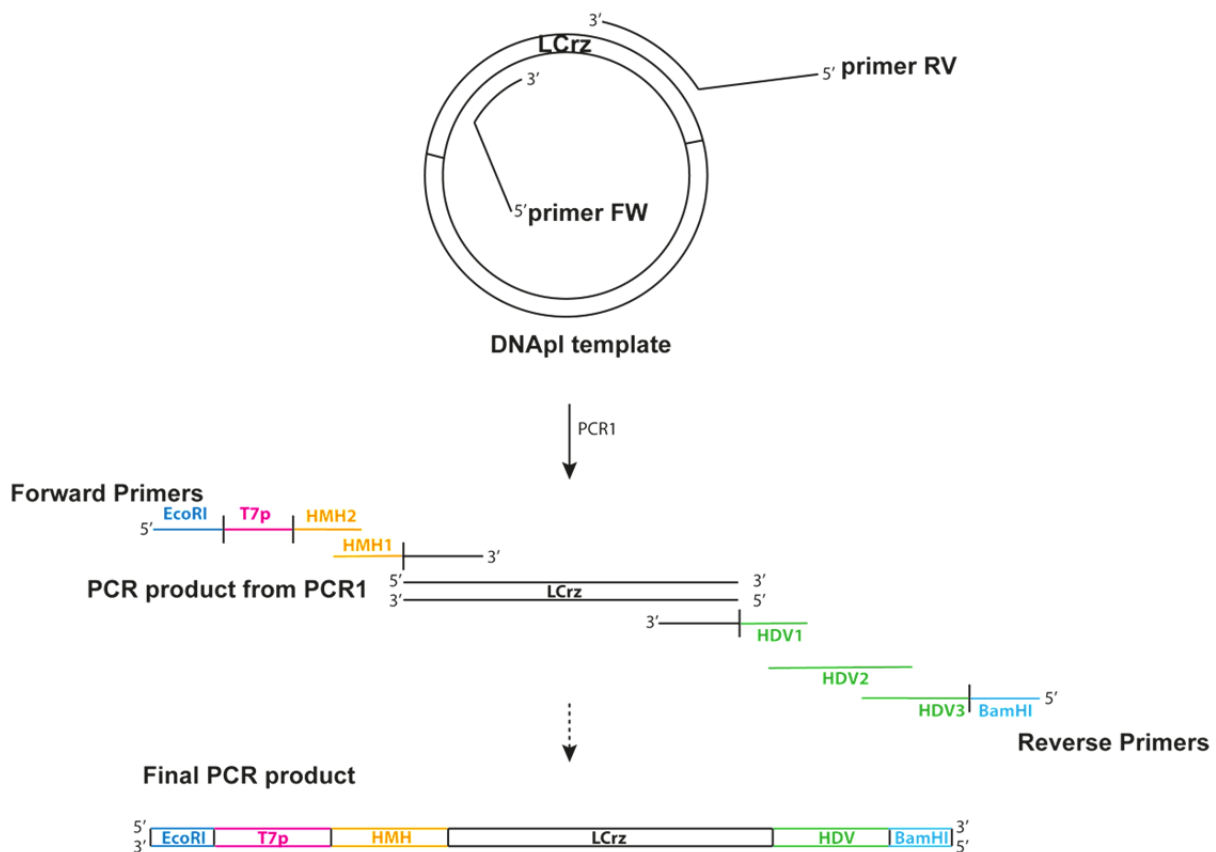 3’
LCrz
5’ primer RV
3’
5’ primer FW
DNApl template
PCR1
Forward Primers
EcoRI T7p HMH2
5’
HMH1 3’
PCR product from PCR1
5’ 3’
LCrz
3’ 5’
3’ HDV1
HDV2
HDV3 BamHI 5’
Reverse Primers
Final PCR product
5’ 3’
EcoRI T7p HMH LCrz HDV BamHI
3’ 5’